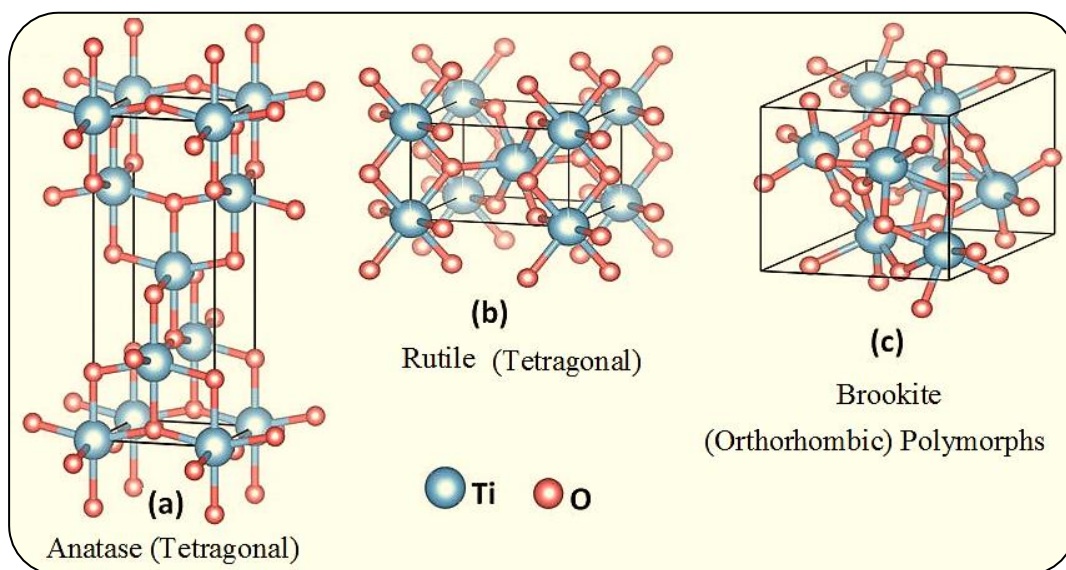 (a)
Anatase (Tetragonal)
(b)
Rutile (Tetragonal)
(c)
Brookite
(Orthorhombic) Polymorphs
Ti O